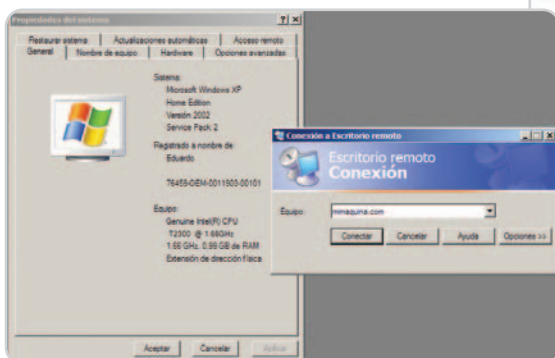 Propiedades del sistema
Restaurar sistema
Actualizaciones automáticas
Acceso remoto
General
Nombre de equipo
Hardware
Opciones avanzadas
Sistema:
Microsoft Windows XP
Home Edition
Versión 2002
Service Pack 2
Registrado a nombre de:
Eduardo
76459-OEM-0011903-00101
Equipo:
Genuine Intel(R) CPU
T2300 @ 1.66GHz
1.66 GHz, 0.99 GB de RAM
Extensión de dirección física
Aceptar
Cancelar
Aplicar
Conexión a Escritorio remoto
Escritorio remoto
Conexión
Equipo:
mimaquina.com
Conectar
Cancelar
Ayuda
Opciones >>